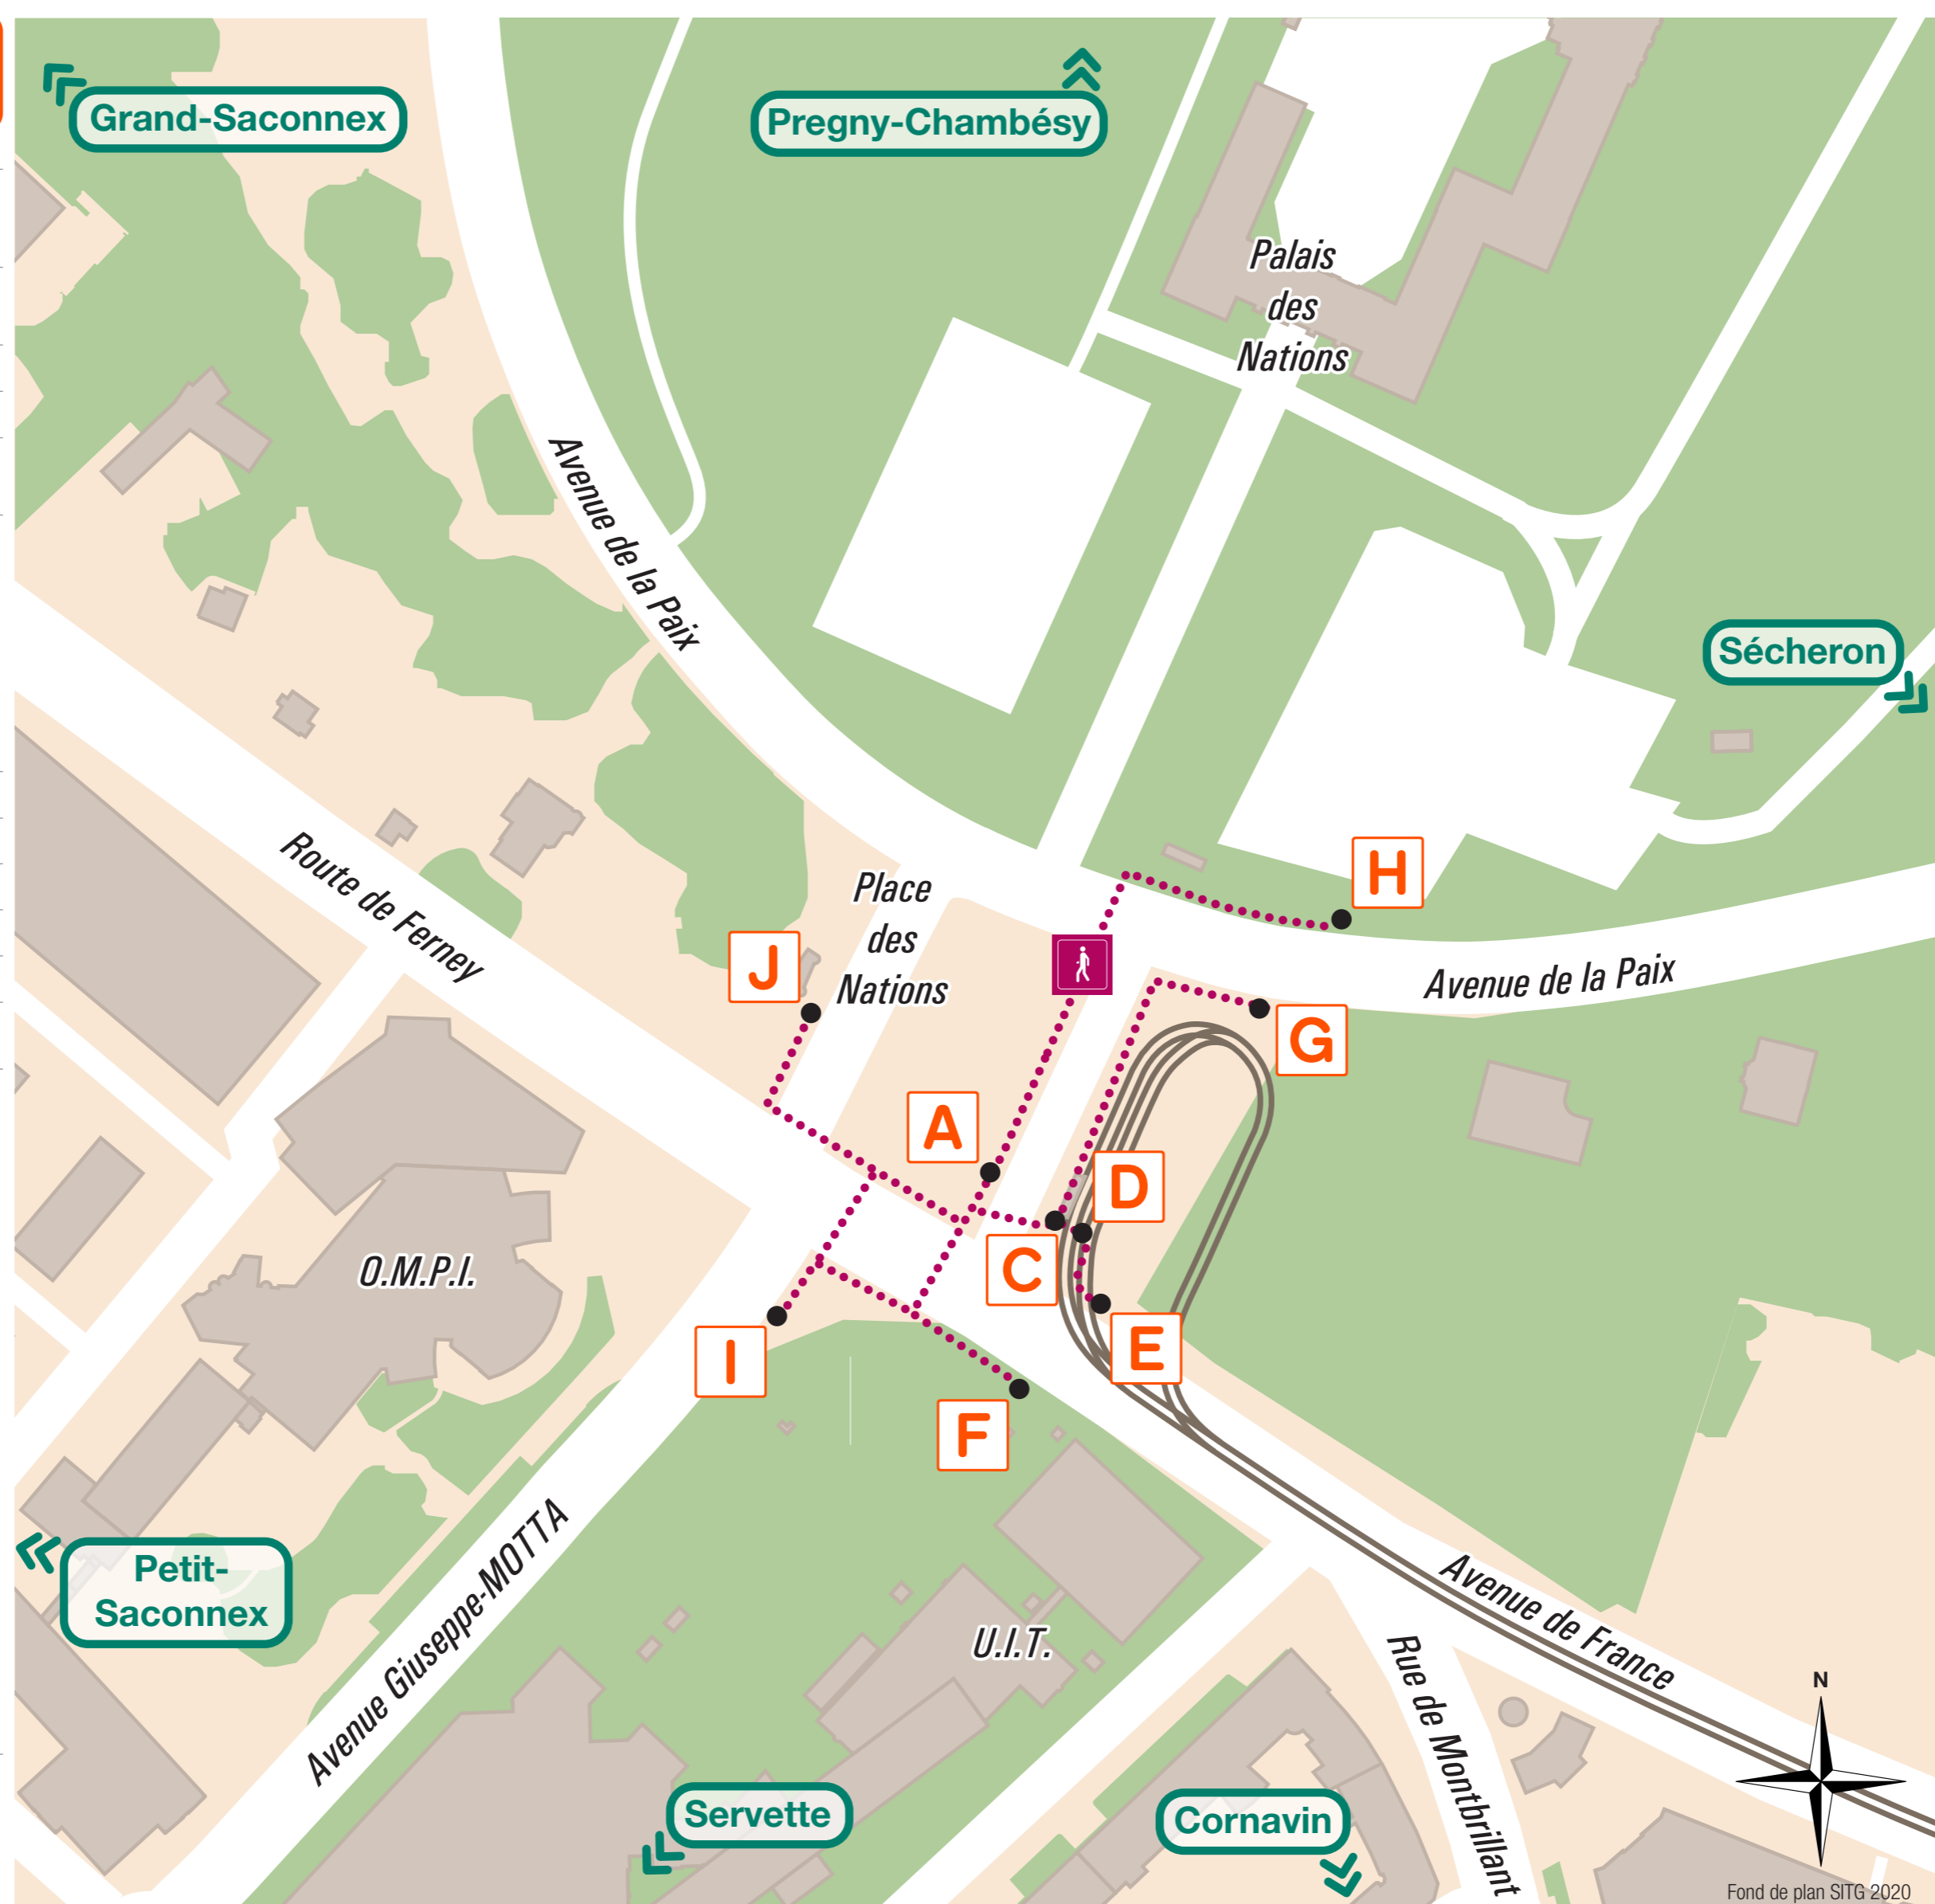 Grand-Saconnex
Pregny-Chambésy
Palais
des
Nations
Avenue de la Paix
Sécheron
Route de Ferney
Place
des
Nations
H
J
Avenue de la Paix
G
A
D
C
O.M.P.I.
E
I
F
Avenue Giuseppe-MOTTA
Petit-
Saconnex
U.I.T.
Avenue de France
Rue de Montbrillant
N
Servette
Cornavin
Fond de plan SITG 2020